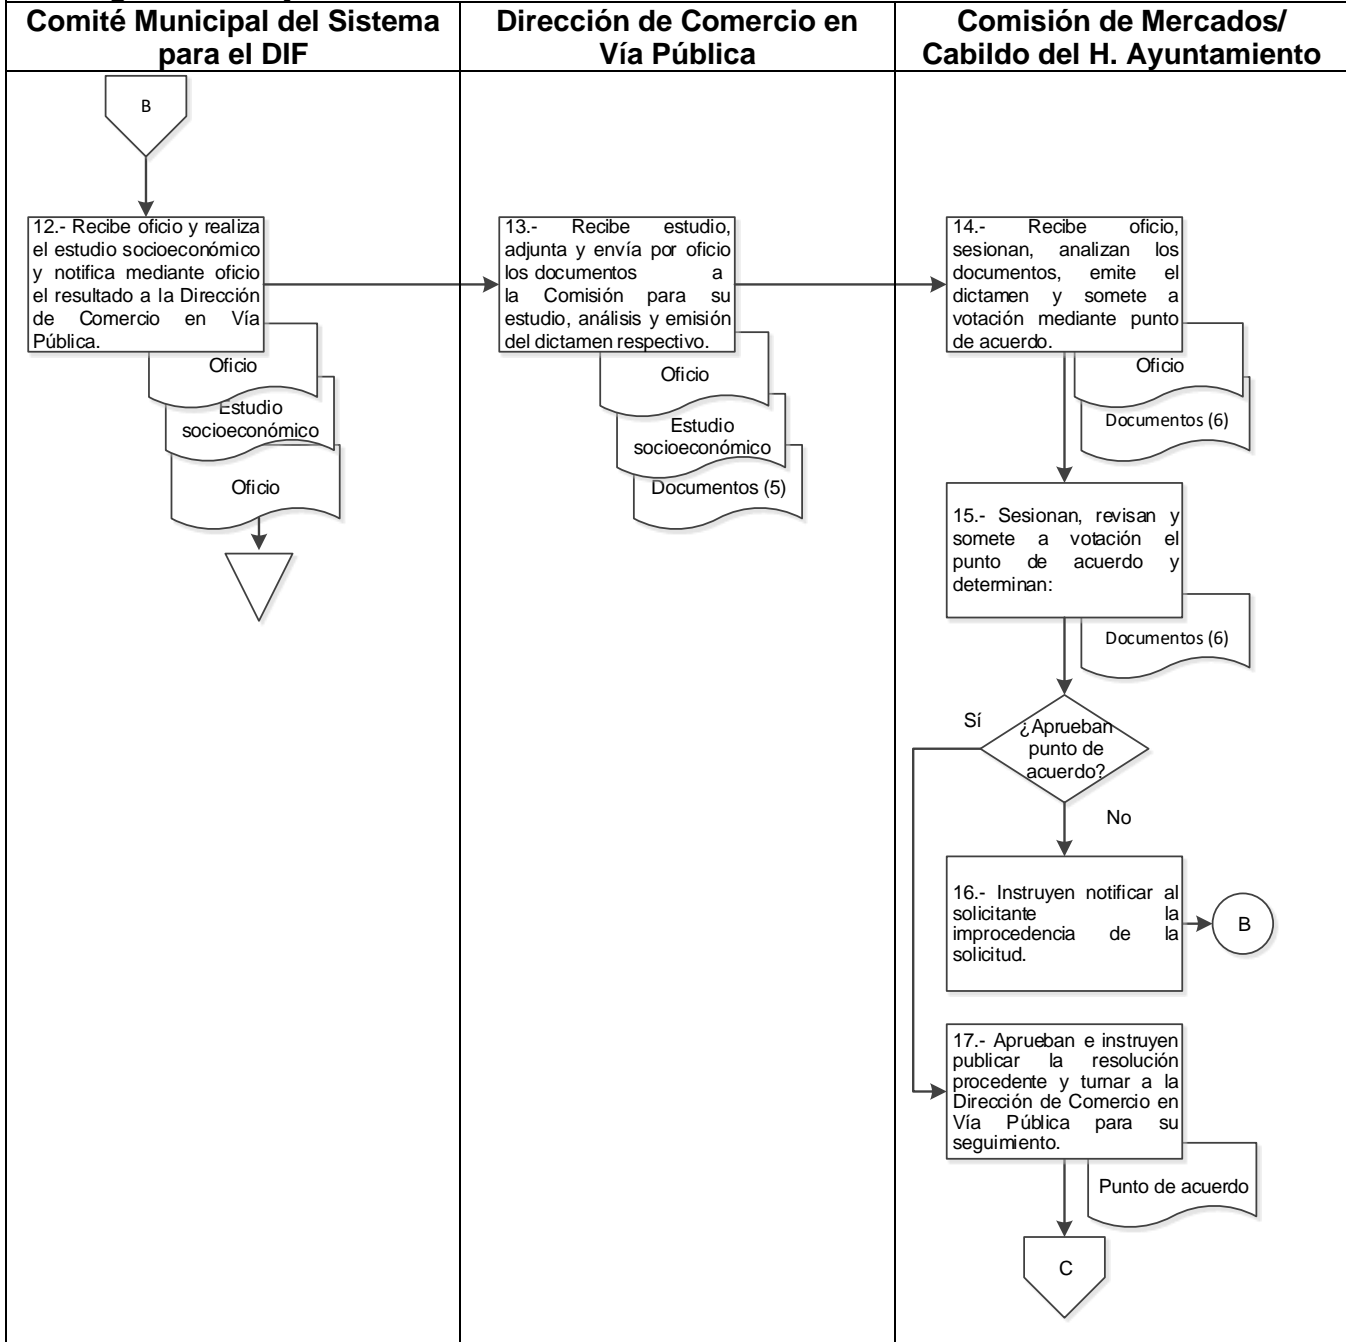 Comité Municipal del Sistema
para el DIF
Dirección de Comercio en
Vía Pública
Comisión de Mercados/
Cabildo del H. Ayuntamiento
B
12.- Recibe oficio y realiza
el estudio socioeconómico
y notifica mediante oficio
el resultado a la Dirección
de Comercio en Vía
Pública.
Oficio
Estudio
socioeconómico
Oficio
13.- Recibe estudio,
adjunta y envía por oficio
los documentos a
la Comisión para su
estudio, análisis y emisión
del dictamen respectivo.
Oficio
Estudio
socioeconómico
Documentos (5)
14.- Recibe oficio,
sesionan, analizan los
documentos, emite el
dictamen y somete a
votación mediante punto
de acuerdo.
Oficio
Documentos (6)
15.- Sesionan, revisan y
somete a votación el
punto de acuerdo y
determinan:
Documentos (6)
Sí
¿Aprueban
punto de
acuerdo?
No
16.- Instruyen notificar al
solicitante la
improcedencia de la
solicitud.
B
17.- Aprueban e instruyen
publicar la resolución
procedente y turnar a la
Dirección de Comercio en
Vía Pública para su
seguimiento.
Punto de acuerdo
C